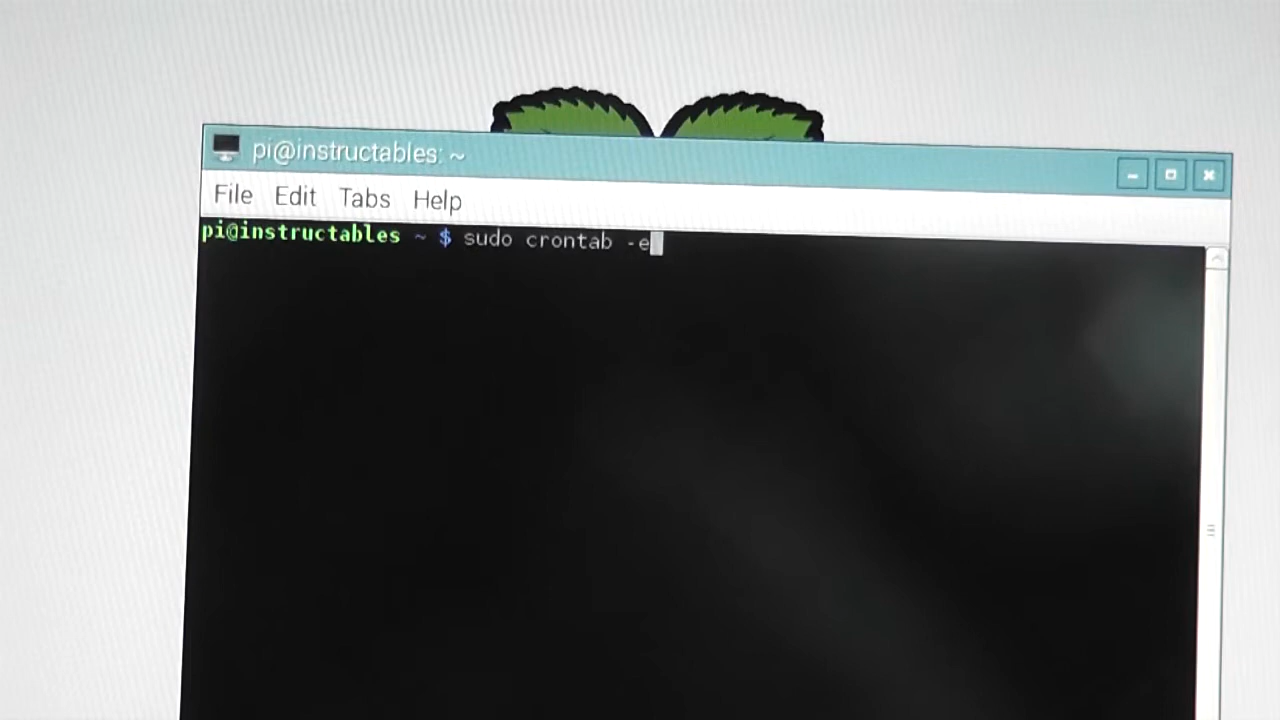 pi@instructables: ~
File Edit Tabs Help
pi@instructables ~ $ sudo crontab -e